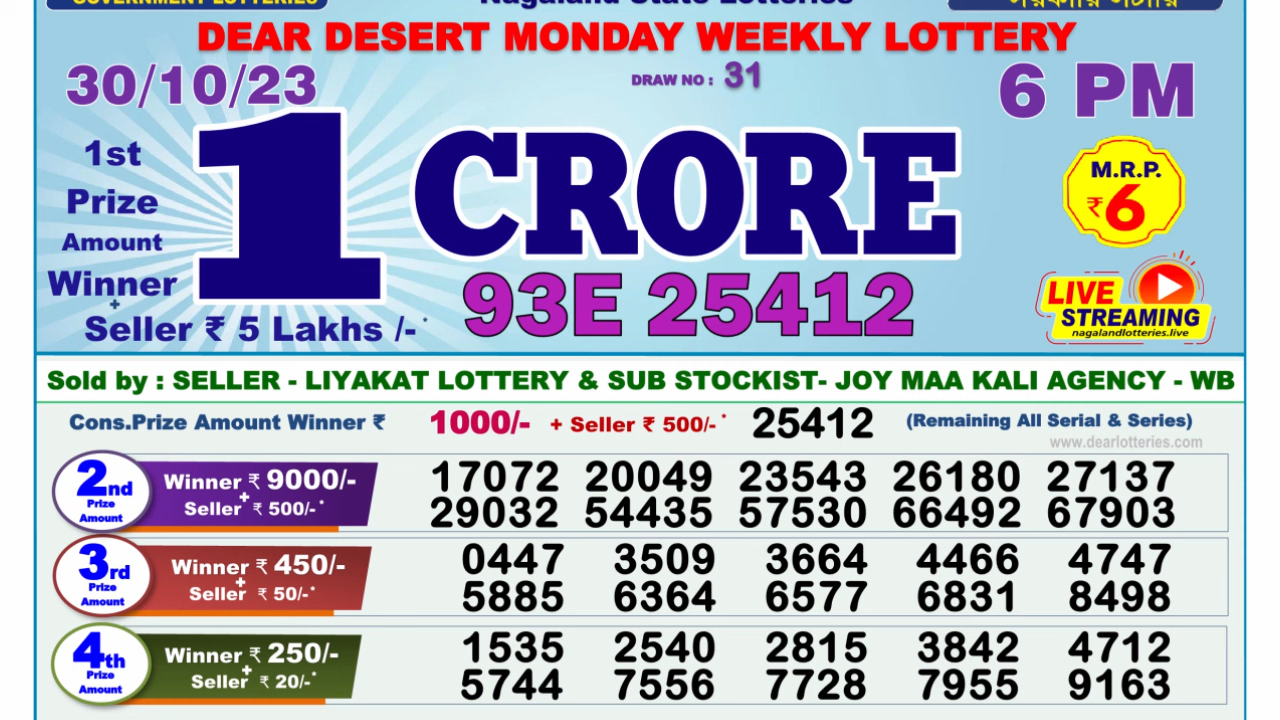 GOVERNMENT LOTTERIES
Nagaland State Lotteries
সরকারি লটারি
DEAR DESERT MONDAY WEEKLY LOTTERY
30/10/23
DRAW NO : 31
6 PM
1st
Prize
Amount
Winner
+
Seller ₹ 5 Lakhs /- *
1 CRORE
93E 25412
M.R.P.
₹6
LIVE
STREAMING
nagalandlotteries.live
Sold by : SELLER - LIYAKAT LOTTERY & SUB STOCKIST- JOY MAA KALI AGENCY - WB
Cons.Prize Amount Winner ₹ 1000/- + Seller ₹ 500/- * 25412 (Remaining All Serial & Series)
www.dearlotteries.com
2nd Prize Amount
Winner ₹ 9000/-
+
Seller ₹ 500/- *
17072 20049 23543 26180 27137
29032 54435 57530 66492 67903
3rd Prize Amount
Winner ₹ 450/-
+
Seller ₹ 50/- *
0447 3509 3664 4466 4747
5885 6364 6577 6831 8498
4th Prize Amount
Winner ₹ 250/-
+
Seller ₹ 20/- *
1535 2540 2815 3842 4712
5744 7556 7728 7955 9163